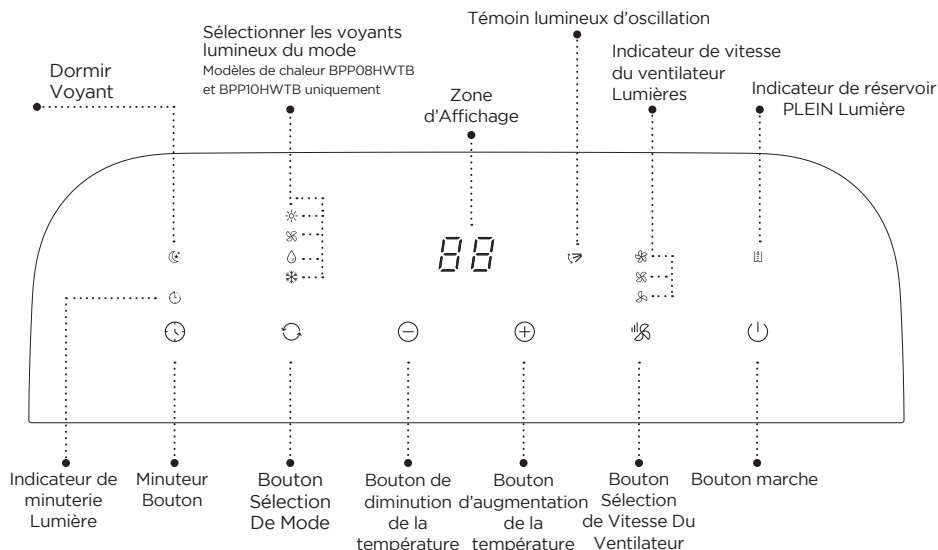 Témoin lumineux d'oscillation
Sélectionner les voyants
lumineux du mode
Modèles de chaleur BPP08HWTB
et BPP10HWTB uniquement
Indicateur de vitesse
du ventilateur
Lumières
Dormir
Voyant
Zone
d'Affichage
Indicateur de réservoir
PLEIN Lumière
88
Indicateur de
minuterie
Lumière
Minuteur
Bouton
Bouton
Sélection
De Mode
Bouton de
diminution
de la
température
Bouton
d'augmentation
de la
température
Bouton
Sélection
de Vitesse Du
Ventilateur
Bouton marche